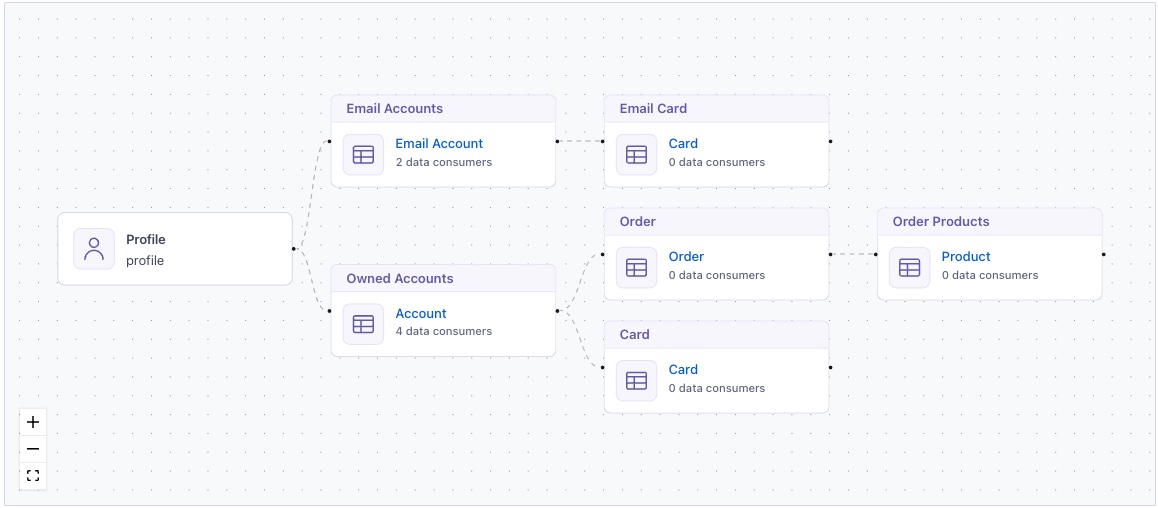 Profile
profile
Email Accounts
Email Account
2 data consumers
Owned Accounts
Account
4 data consumers
Email Card
Card
0 data consumers
Order
Order
0 data consumers
Card
Card
0 data consumers
Order Products
Product
0 data consumers